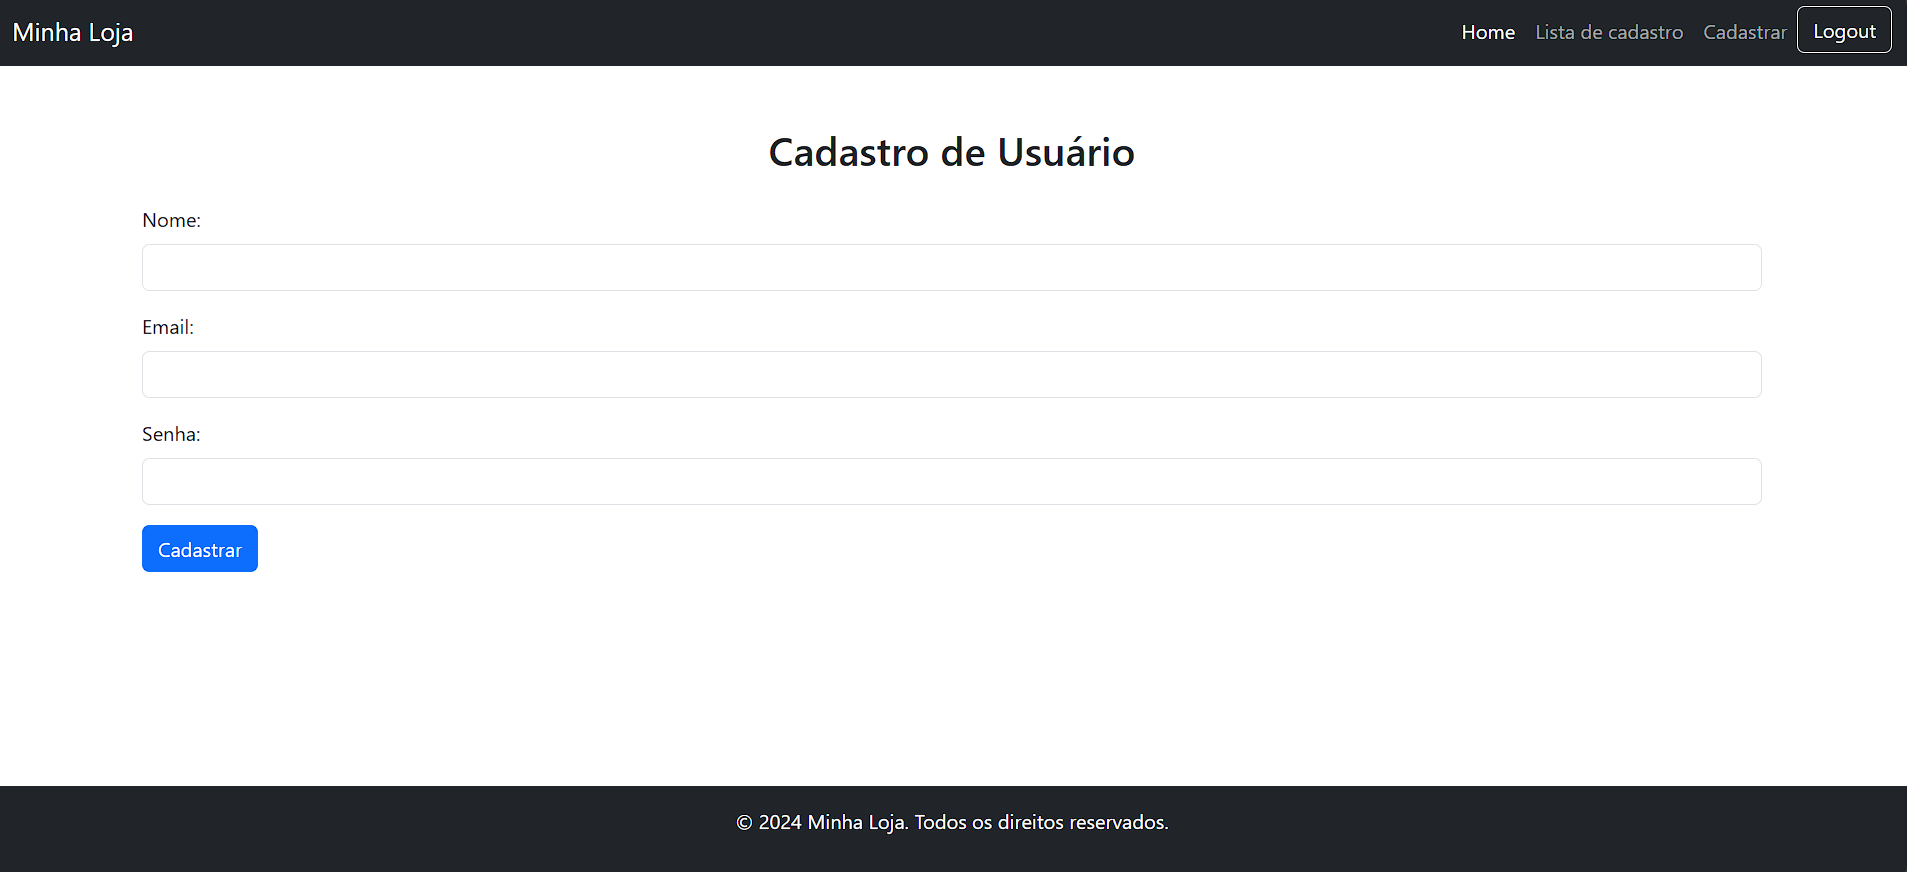 Minha Loja
Home Lista de cadastro Cadastrar Logout
Cadastro de Usuário
Nome:
Email:
Senha:
Cadastrar
© 2024 Minha Loja. Todos os direitos reservados.